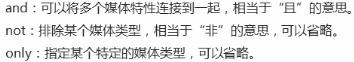 and：可以将多个媒体特性连接到一起，相当于“且”的意思。
not：排除某个媒体类型，相当于“非”的意思，可以省略。
only：指定某个特定的媒体类型，可以省略。